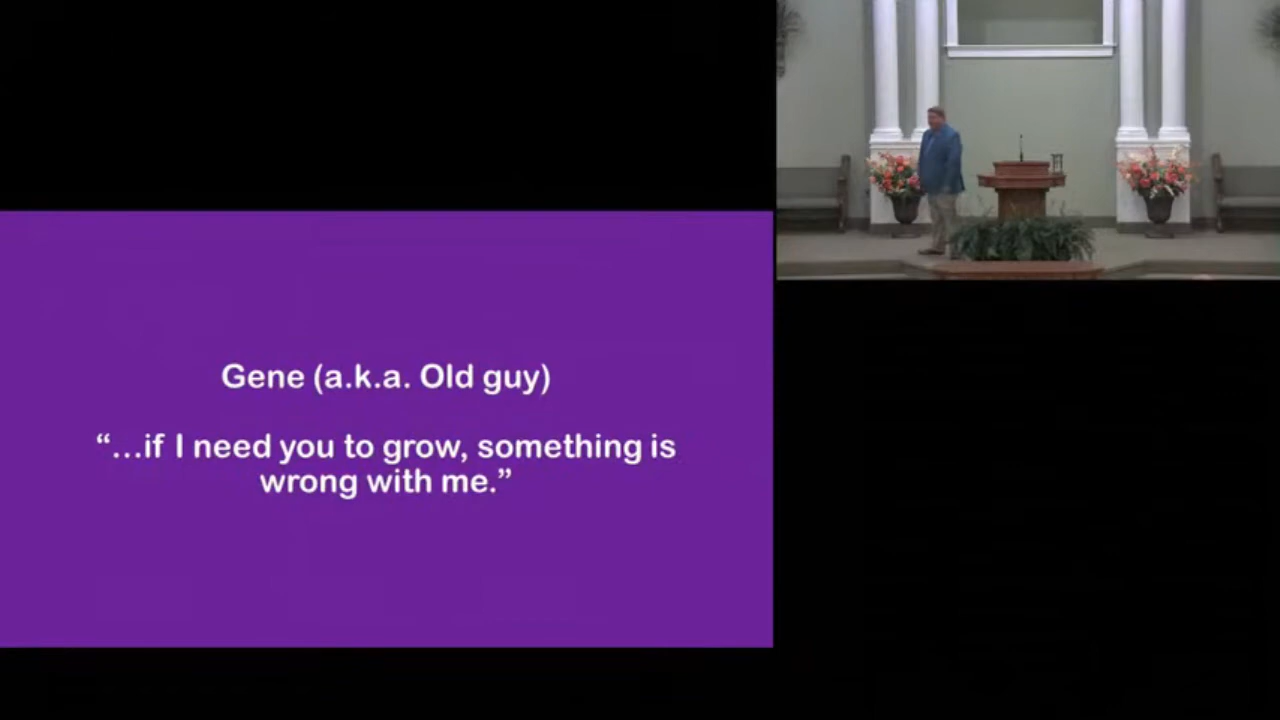 Gene (a.k.a. Old guy)
“…if I need you to grow, something is
wrong with me.”